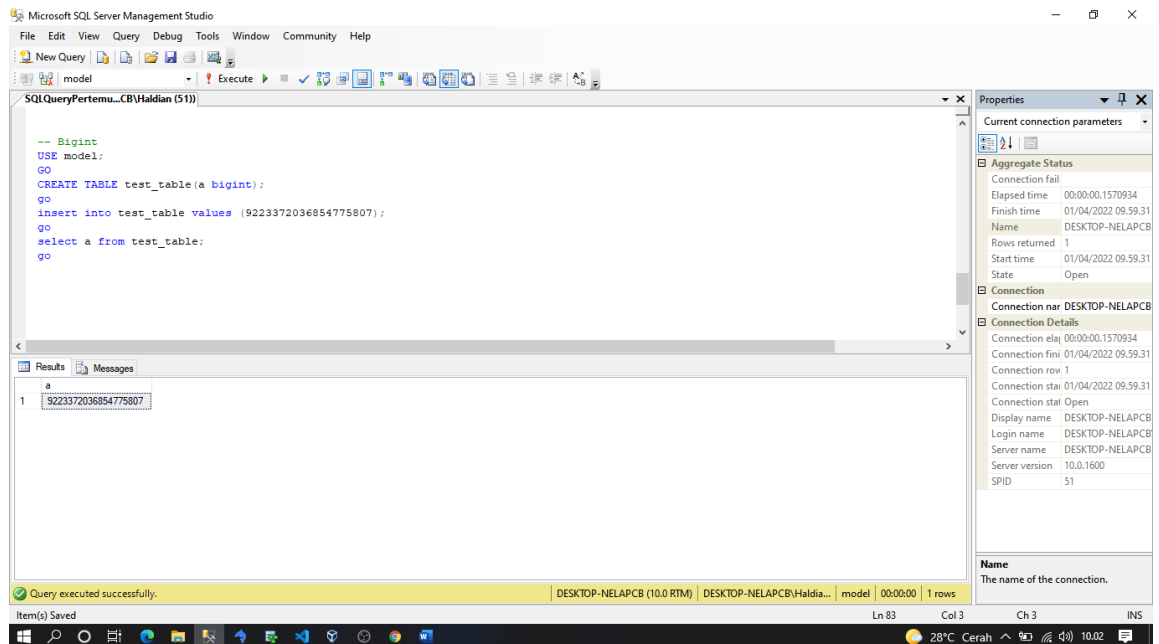 Microsoft SQL Server Management Studio
File Edit View Query Debug Tools Window Community Help
New Query
model Execute
SQLQueryPertemu...CB\Haldian (51))
-- Bigint
USE model;
GO
CREATE TABLE test_table(a bigint);
go
insert into test_table values (9223372036854775807);
go
select a from test_table;
go
Results Messages
a
1 9223372036854775807
Query executed successfully. DESKTOP-NELAPCB (10.0 RTM) DESKTOP-NELAPCB\Haldia... model 00:00:00 1 rows
Properties
Current connection parameters
Aggregate Status
Connection fail
Elapsed time 00:00:00.1570934
Finish time 01/04/2022 09.59.31
Name DESKTOP-NELAPCB
Rows returned 1
Start time 01/04/2022 09.59.31
State Open
Connection
Connection nar DESKTOP-NELAPCB
Connection Details
Connection ela 00:00:00.1570934
Connection fini 01/04/2022 09.59.31
Connection row 1
Connection star 01/04/2022 09.59.31
Connection stat Open
Display name DESKTOP-NELAPCB
Login name DESKTOP-NELAPCB
Server name DESKTOP-NELAPCB
Server version 10.0.1600
SPID 51
Name
The name of the connection.
Item(s) Saved Ln 83 Col 3 Ch 3 INS
28°C Cerah 10.02